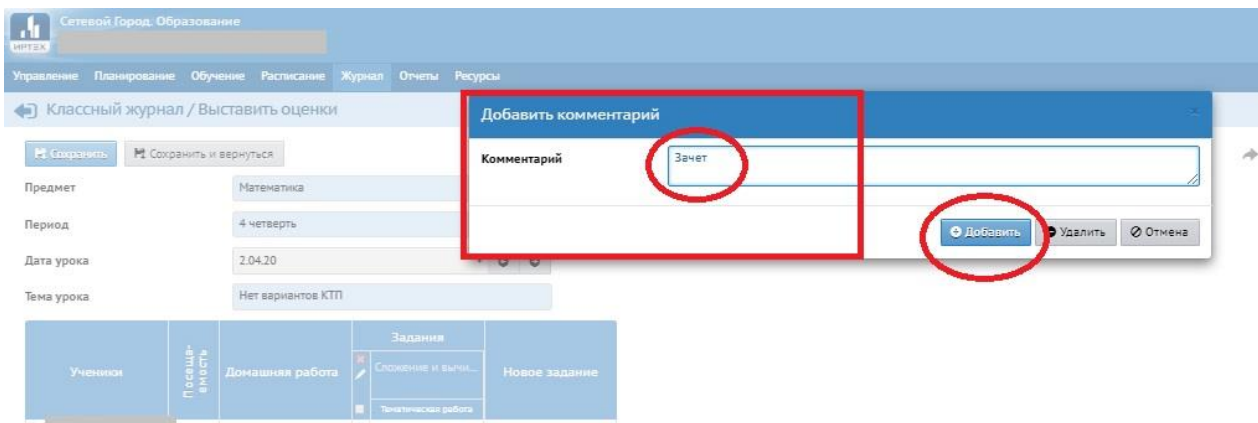 Сетевой Город. Образование
ИРТЕХ
Управление Планирование Обучение Расписание Журнал Отчеты Ресурсы
Классный журнал / Выставить оценки
Добавить комментарий
Сохранить Сохранить и вернуться
Комментарий Зачет
Предмет Математика
Период 4 четверть
Добавить Удалить Отмена
Дата урока 2.04.20
Тема урока Нет вариантов КТП
Задания
Ученики Посеща-
емость Домашняя работа Сложение и вычи... Новое задание
Тематическая работа